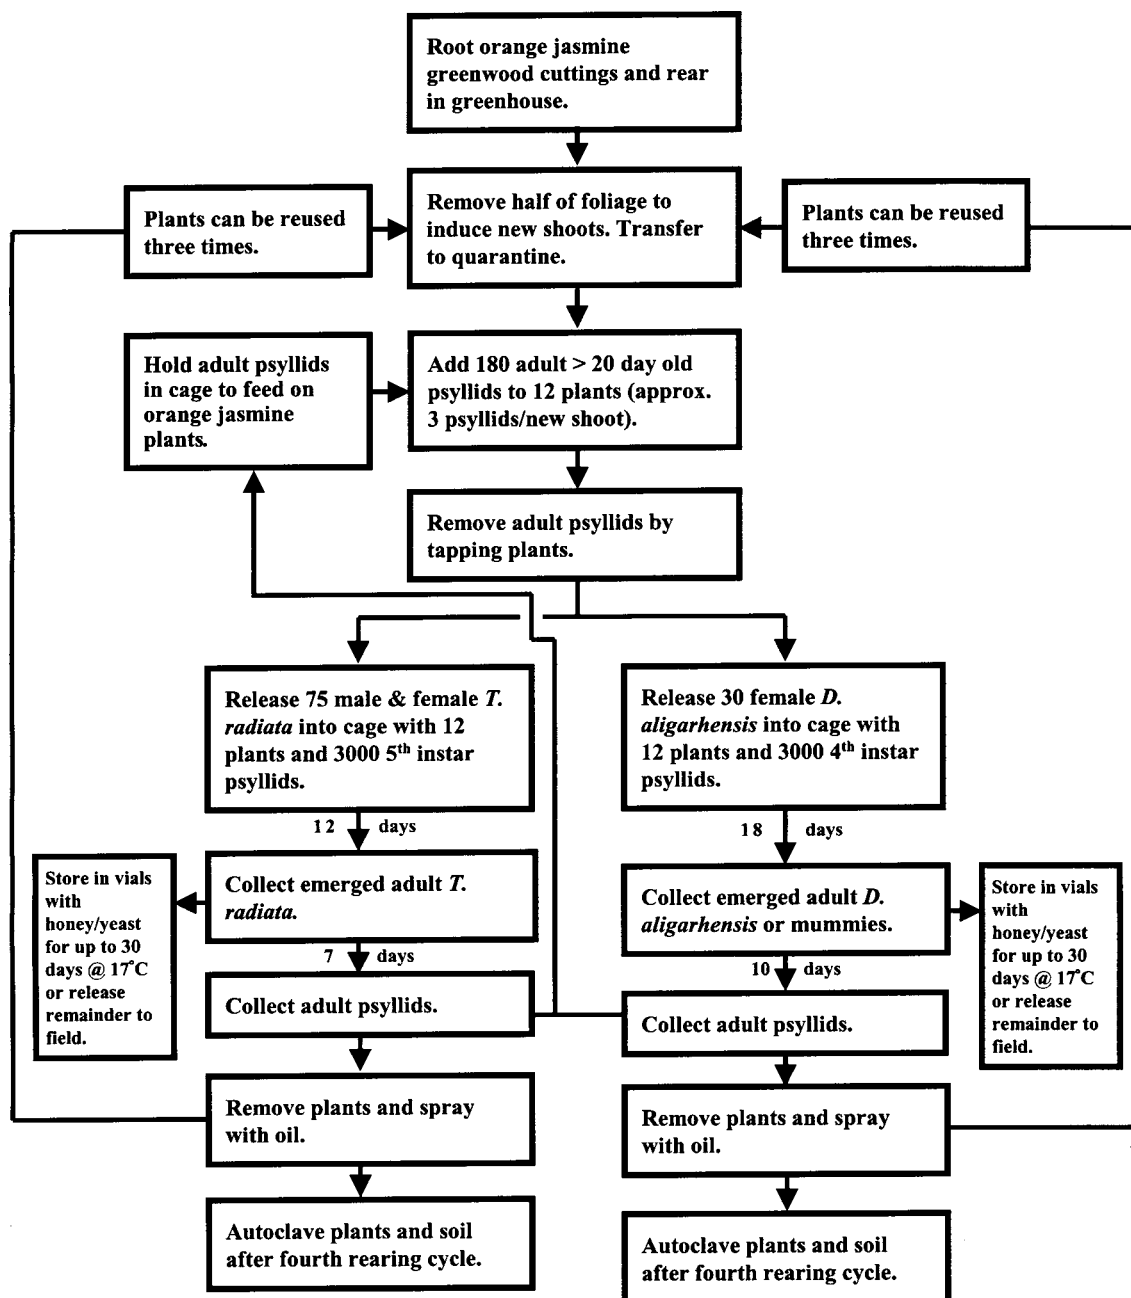 Root orange jasmine
greenwood cuttings and rear
in greenhouse.
Plants can be reused
three times.
Remove half of foliage to
induce new shoots. Transfer
to quarantine.
Plants can be reused
three times.
Hold adult psyllids
in cage to feed on
orange jasmine
plants.
Add 180 adult > 20 day old
psyllids to 12 plants (approx.
3 psyllids/new shoot).
Remove adult psyllids by
tapping plants.
Release 75 male & female T.
radiata into cage with 12
plants and 3000 5th instar
psyllids.
Release 30 female D.
aligarhensis into cage with
12 plants and 3000 4th instar
psyllids.
12 days
18 days
Store in vials
with
honey/yeast
for up to 30
days @ 17°C
or release
remainder to
field.
Collect emerged adult T.
radiata.
Collect emerged adult D.
aligarhensis or mummies.
Store in vials
with
honey/yeast
for up to 30
days @ 17°C
or release
remainder to
field.
7 days
10 days
Collect adult psyllids.
Collect adult psyllids.
Remove plants and spray
with oil.
Remove plants and spray
with oil.
Autoclave plants and soil
after fourth rearing cycle.
Autoclave plants and soil
after fourth rearing cycle.